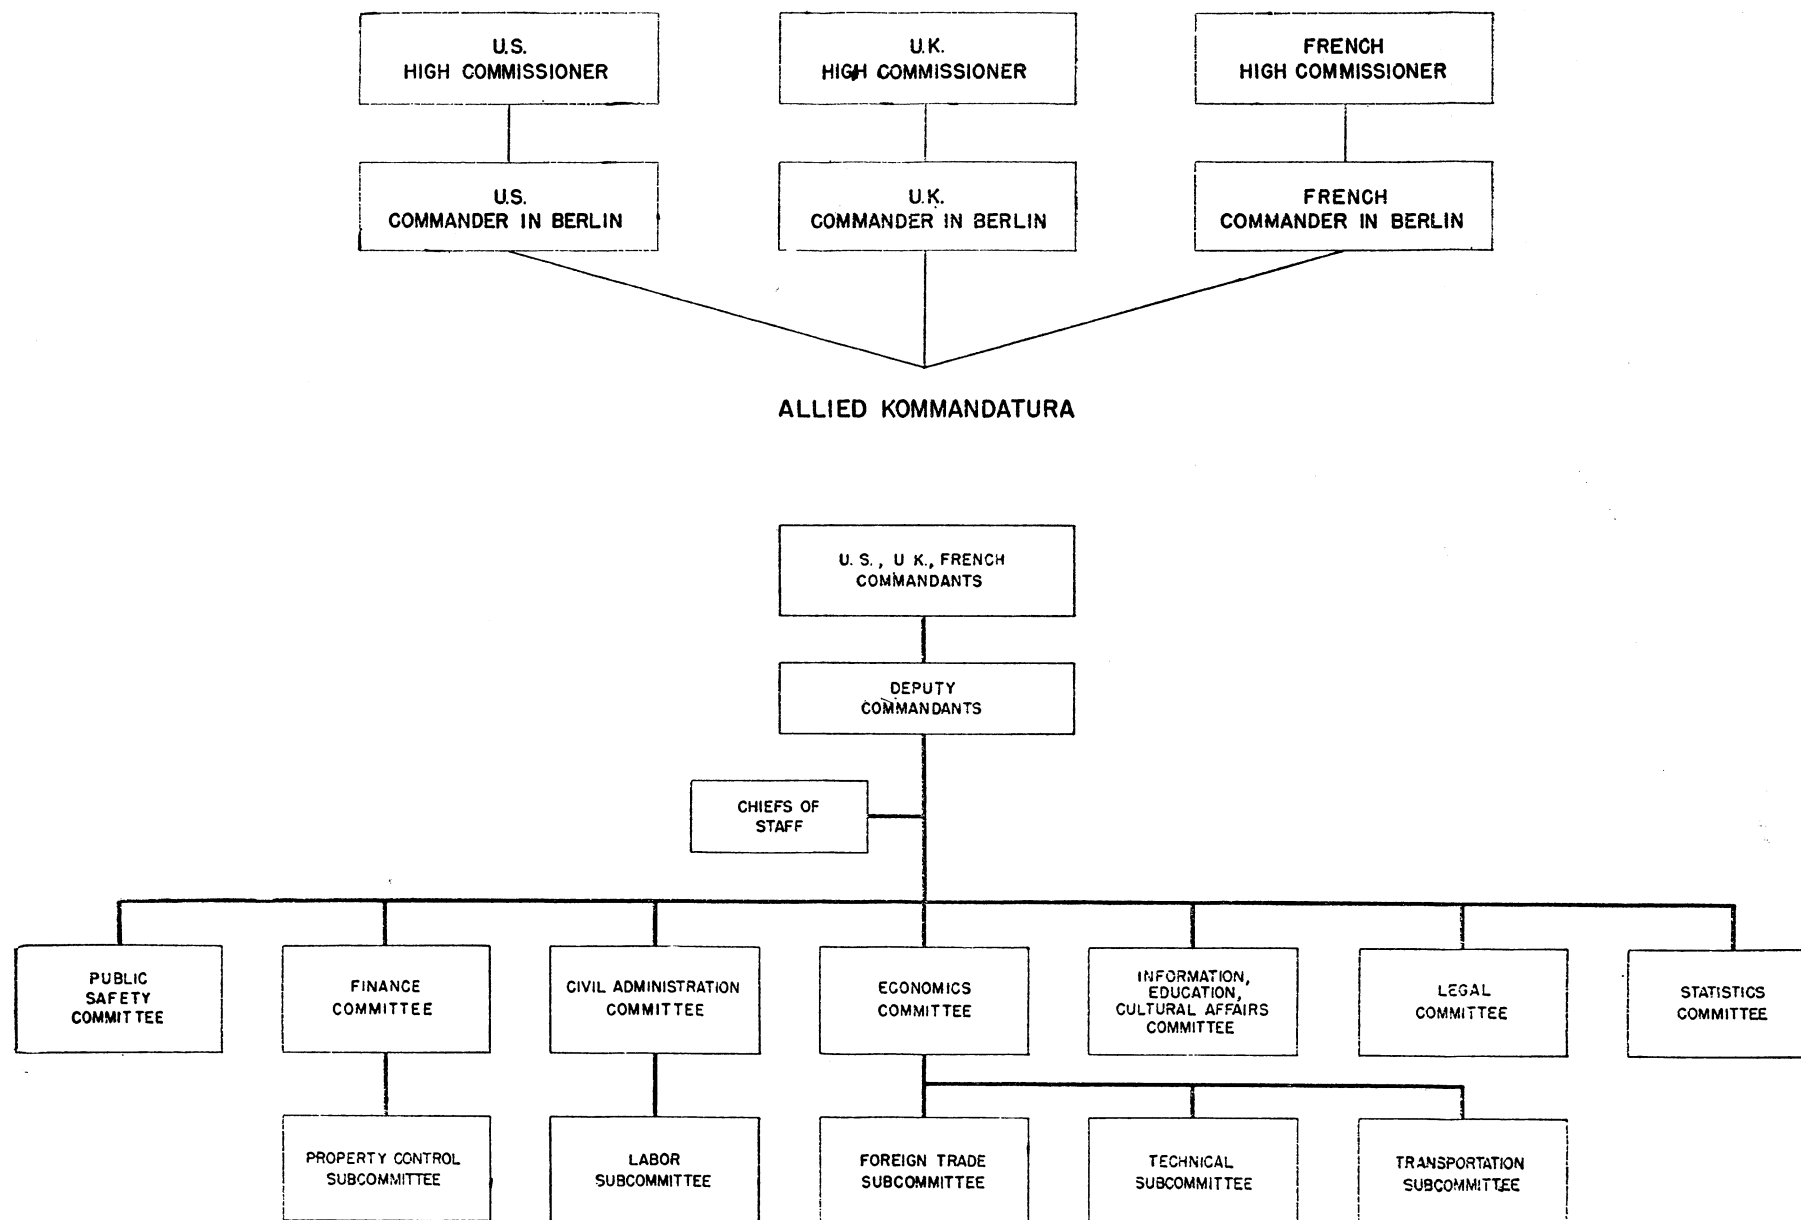 U.S.
HIGH COMMISSIONER
U.K.
HIGH COMMISSIONER
FRENCH
HIGH COMMISSIONER
U.S.
COMMANDER IN BERLIN
U.K.
COMMANDER IN BERLIN
FRENCH
COMMANDER IN BERLIN
ALLIED KOMMANDATURA
U. S., U K., FRENCH
COMMANDANTS
DEPUTY
COMMANDANTS
CHIEFS OF
STAFF
PUBLIC
SAFETY
COMMITTEE
FINANCE
COMMITTEE
CIVIL ADMINISTRATION
COMMITTEE
ECONOMICS
COMMITTEE
INFORMATION,
EDUCATION,
CULTURAL AFFAIRS
COMMITTEE
LEGAL
COMMITTEE
STATISTICS
COMMITTEE
PROPERTY CONTROL
SUBCOMMITTEE
LABOR
SUBCOMMITTEE
FOREIGN TRADE
SUBCOMMITTEE
TECHNICAL
SUBCOMMITTEE
TRANSPORTATION
SUBCOMMITTEE